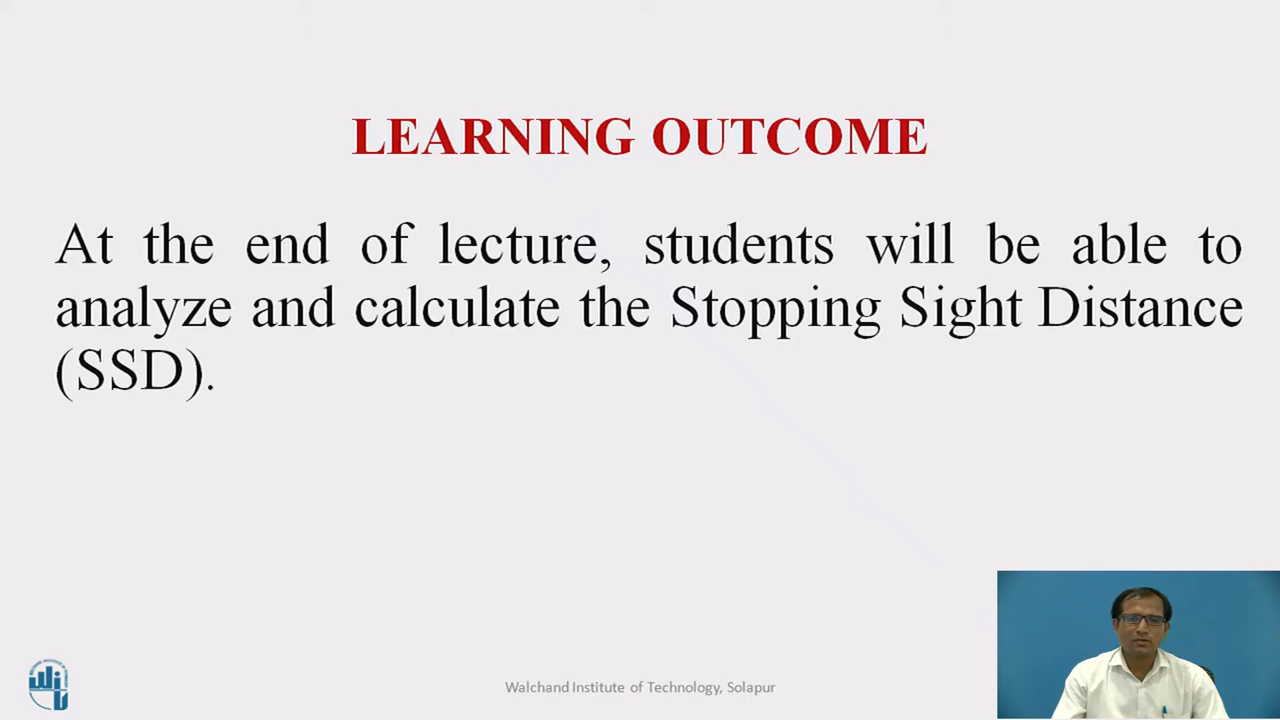 LEARNING OUTCOME
At the end of lecture, students will be able to
analyze and calculate the Stopping Sight Distance
(SSD).
Walchand Institute of Technology, Solapur